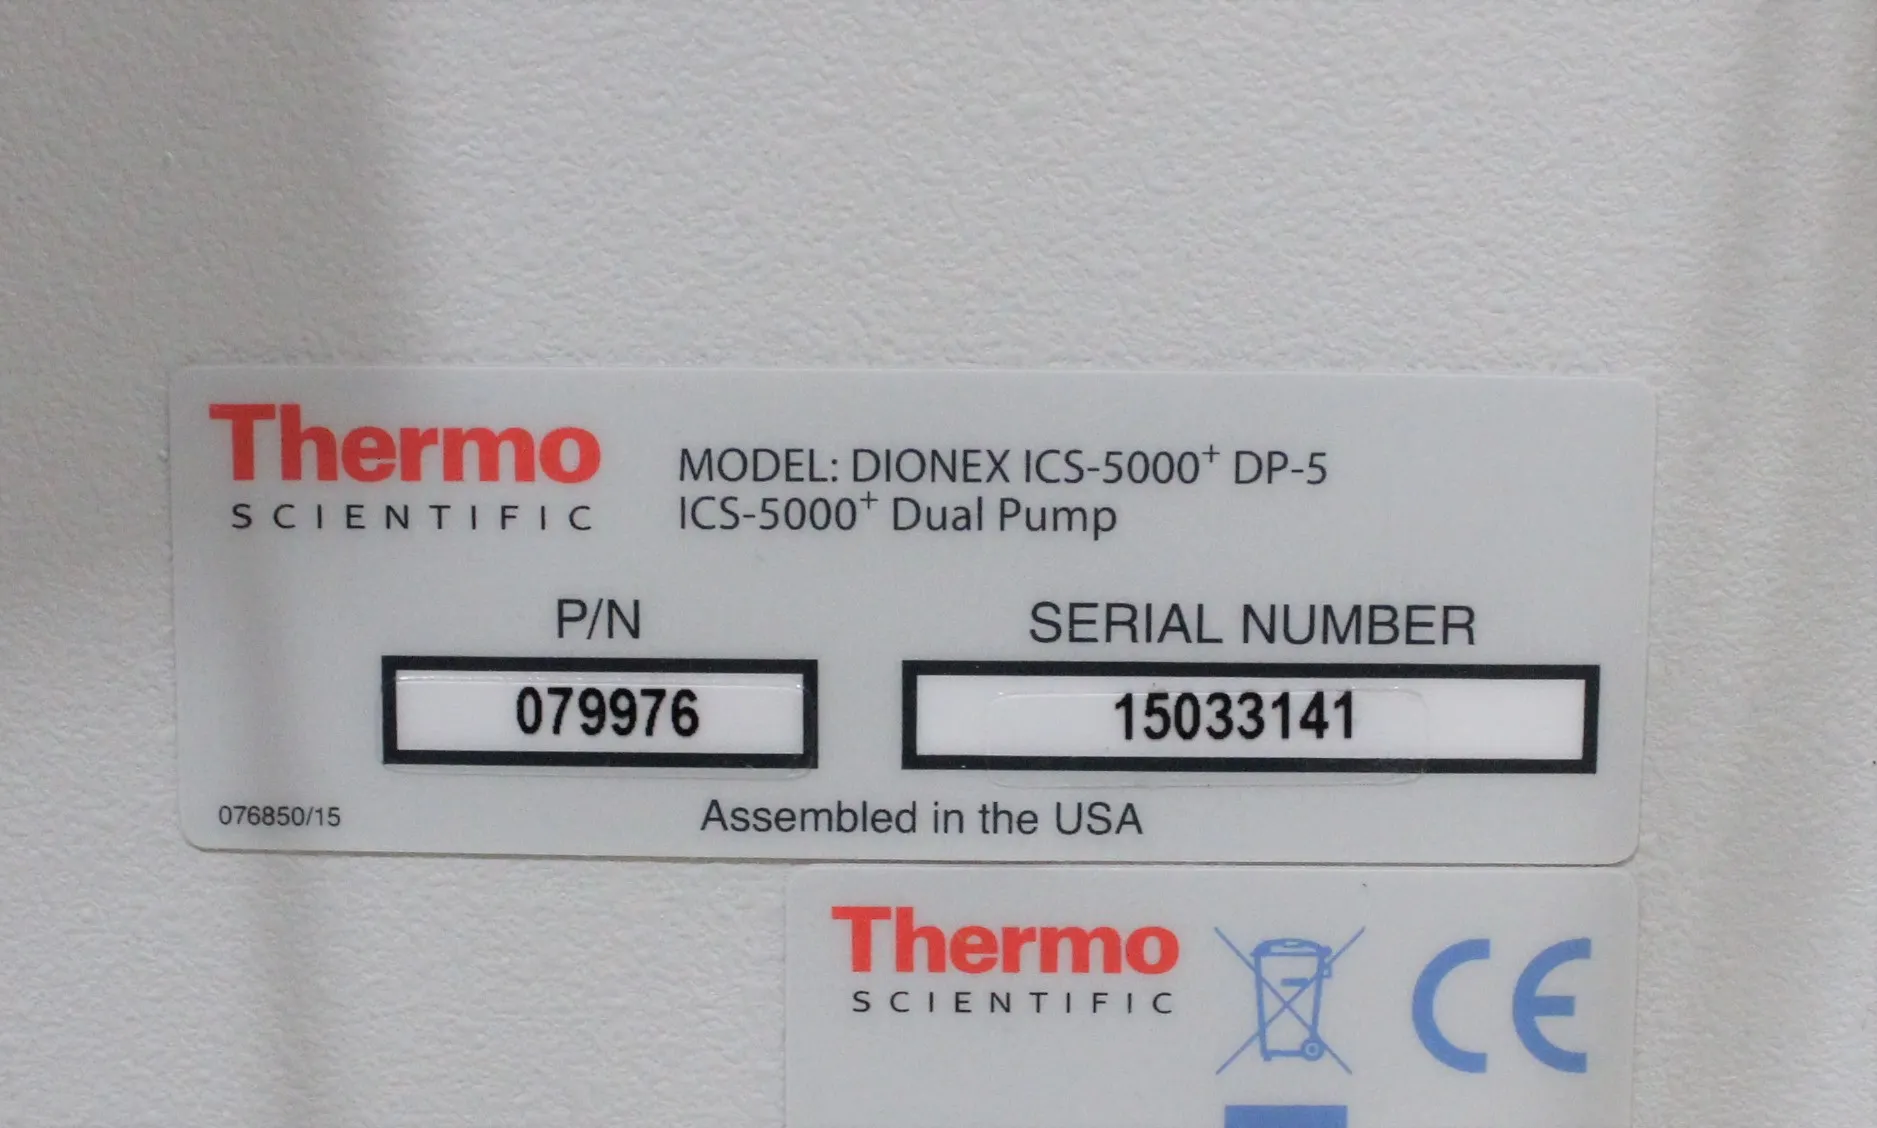 Thermo
SCIENTIFIC
MODEL: DIONEX ICS-5000⁺ DP-5
ICS-5000⁺ Dual Pump
P/N
SERIAL NUMBER
079976
15033141
076850/15
Assembled in the USA
Thermo
SCIENTIFIC
CE